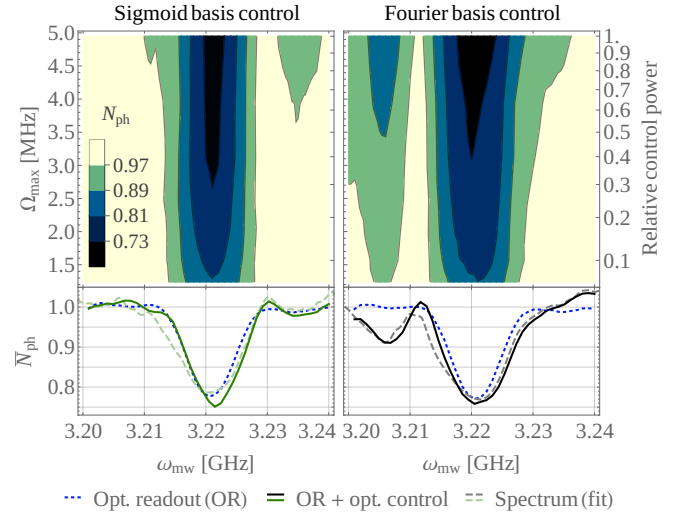 Sigmoid basis control
Fourier basis control
5.0
4.5
4.0
3.5
3.0
2.5
2.0
1.5
Ω_max [MHz]
N_ph
0.97
0.89
0.81
0.73
1.
0.9
0.8
0.7
0.6
0.5
0.4
0.3
0.2
0.1
Relative control power
1.0
0.9
0.8
N̅_ph
3.20 3.21 3.22 3.23 3.24
3.20 3.21 3.22 3.23 3.24
ω_mw [GHz]
ω_mw [GHz]
Opt. readout (OR) OR + opt. control Spectrum (fit)